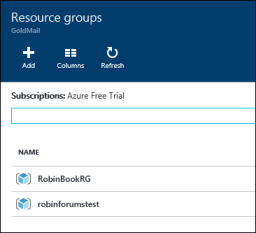 Resource groups
GoldMail
Add Columns Refresh
Subscriptions: Azure Free Trial
NAME
RobinBookRG
robinforumstest